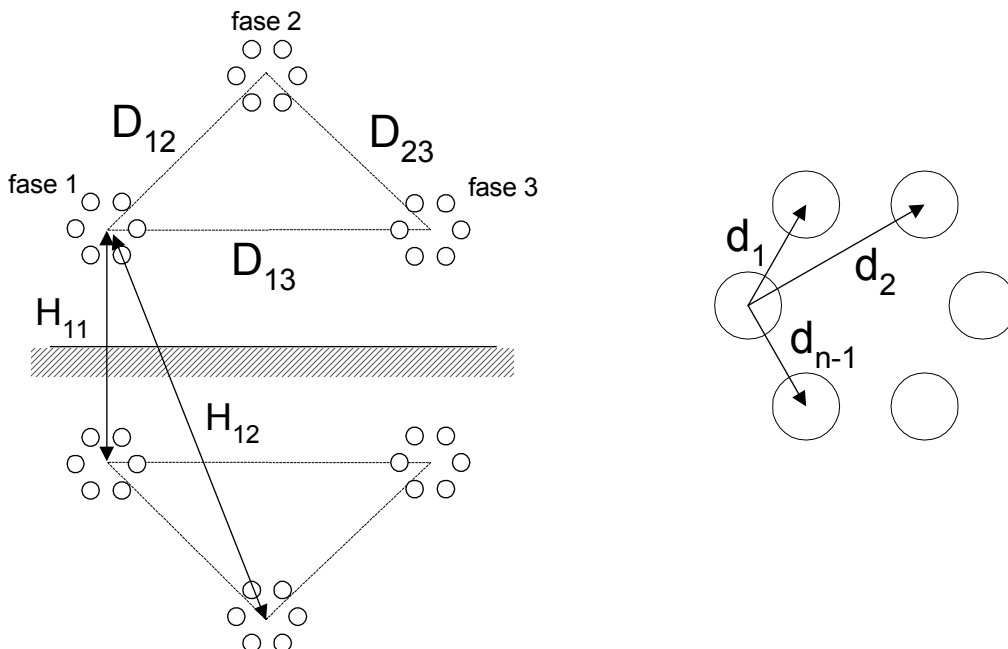 fase 2
D₁₂
D₂₃
fase 1
fase 3
D₁₃
H₁₁
H₁₂
d₁
d₂
dₙ₋₁